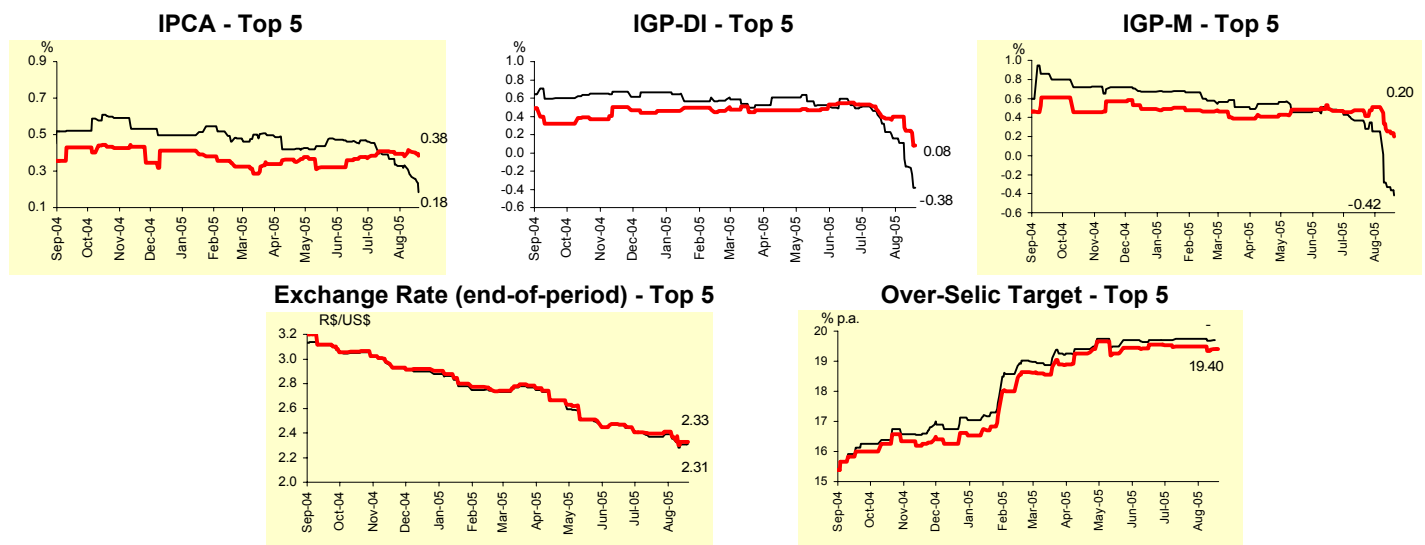 IPCA - Top 5
%
0.9
0.7
0.5
0.3
0.1
0.38
0.18
Sep-04
Oct-04
Nov-04
Dec-04
Jan-05
Feb-05
Mar-05
Apr-05
May-05
Jun-05
Jul-05
Aug-05
IGP-DI - Top 5
%
1.0
0.8
0.6
0.4
0.2
0.0
-0.2
-0.4
-0.6
0.08
-0.38
Sep-04
Oct-04
Nov-04
Dec-04
Jan-05
Feb-05
Mar-05
Apr-05
May-05
Jun-05
Jul-05
Aug-05
IGP-M - Top 5
%
1.0
0.8
0.6
0.4
0.2
0.0
-0.2
-0.4
-0.6
0.20
-0.42
Sep-04
Oct-04
Nov-04
Dec-04
Jan-05
Feb-05
Mar-05
Apr-05
May-05
Jun-05
Jul-05
Aug-05
Exchange Rate (end-of-period) - Top 5
R$/US$
3.2
3.0
2.8
2.6
2.4
2.2
2.0
2.33
2.31
Sep-04
Oct-04
Nov-04
Dec-04
Jan-05
Feb-05
Mar-05
Apr-05
May-05
Jun-05
Jul-05
Aug-05
Over-Selic Target - Top 5
% p.a.
20
19
18
17
16
15
-
19.40
Sep-04
Oct-04
Nov-04
Dec-04
Jan-05
Feb-05
Mar-05
Apr-05
May-05
Jun-05
Jul-05
Aug-05